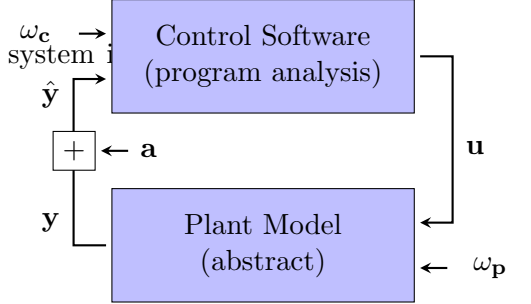 ω_c
Control Software
(program analysis)
system i
ŷ
+
a
u
y
Plant Model
(abstract)
ω_p